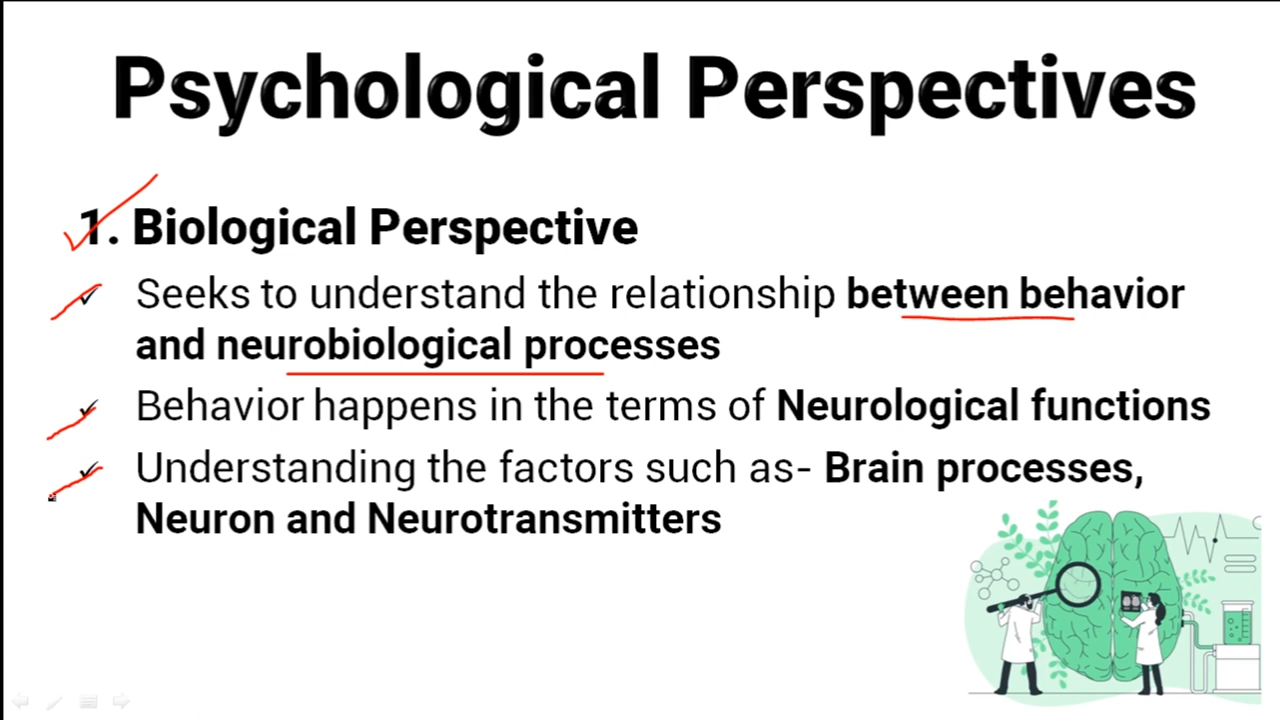 Psychological Perspectives
1. Biological Perspective
✓ Seeks to understand the relationship between behavior
and neurobiological processes
✓ Behavior happens in the terms of Neurological functions
✓ Understanding the factors such as- Brain processes,
Neuron and Neurotransmitters